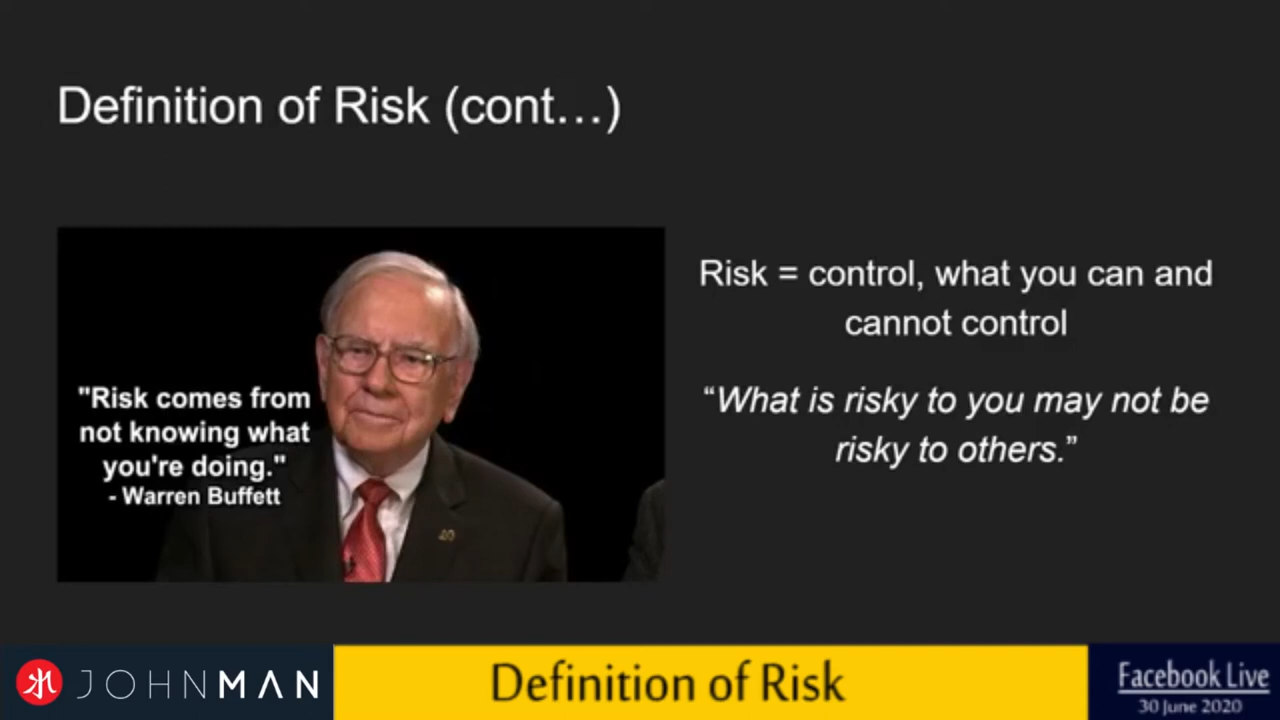 Definition of Risk (cont…)
"Risk comes from
not knowing what
you're doing."
- Warren Buffett
Risk = control, what you can and
cannot control
“What is risky to you may not be
risky to others.”
JOHNMAN
Definition of Risk
Facebook Live
30 June 2020